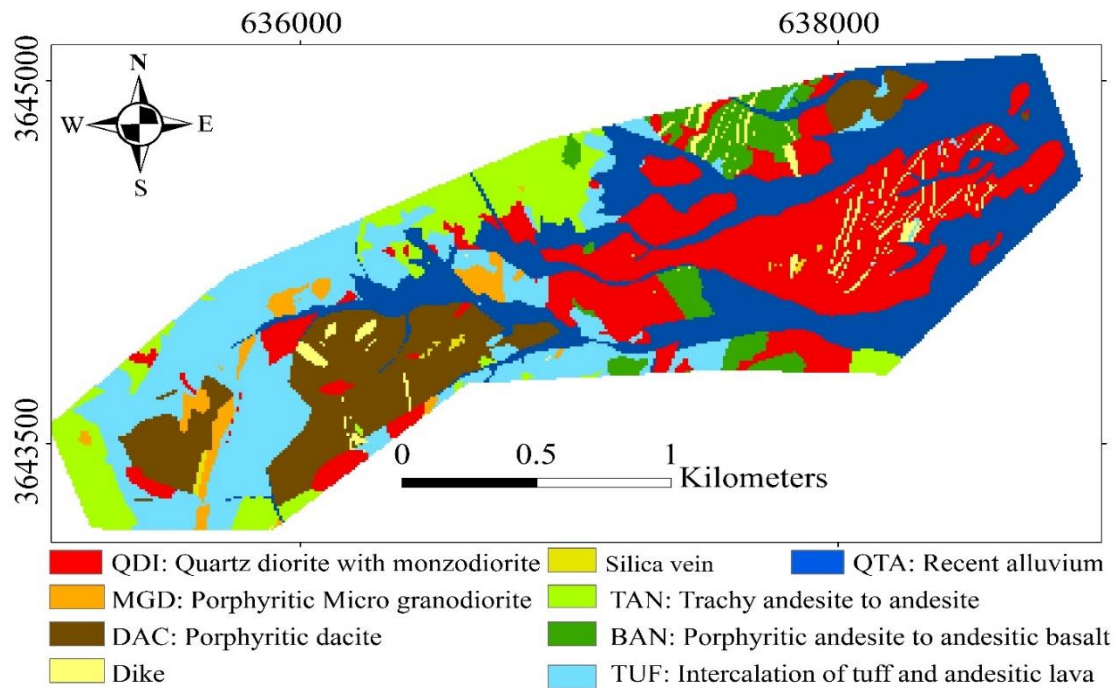 636000 638000
3645000
3643500
N
W E
S
0 0.5 1
Kilometers
QDI: Quartz diorite with monzodiorite
Silica vein
QTA: Recent alluvium
MGD: Porphyritic Micro granodiorite
TAN: Trachy andesite to andesite
DAC: Porphyritic dacite
BAN: Porphyritic andesite to andesitic basalt
Dike
TUF: Intercalation of tuff and andesitic lava